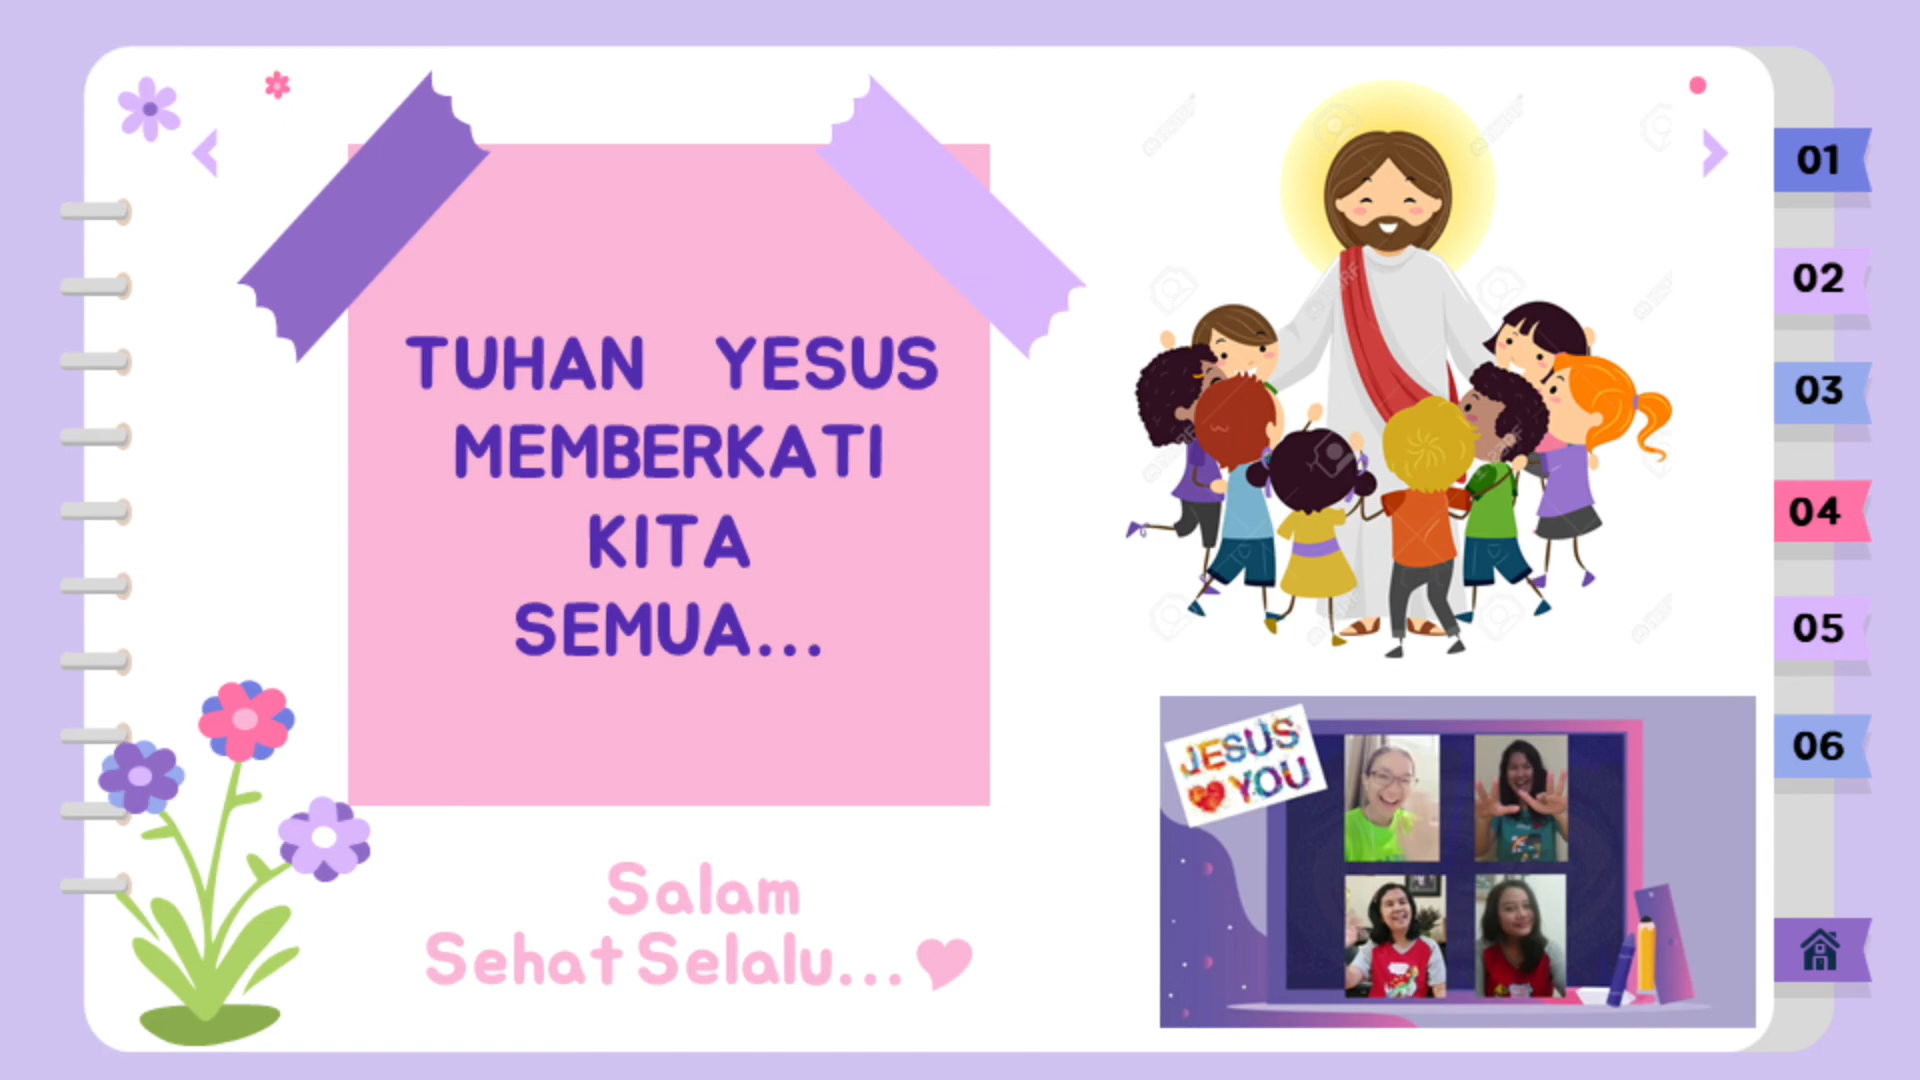 TUHAN YESUS
MEMBERKATI
KITA
SEMUA...
Salam
Sehat Selalu...
JESUS
YOU
01
02
03
04
05
06